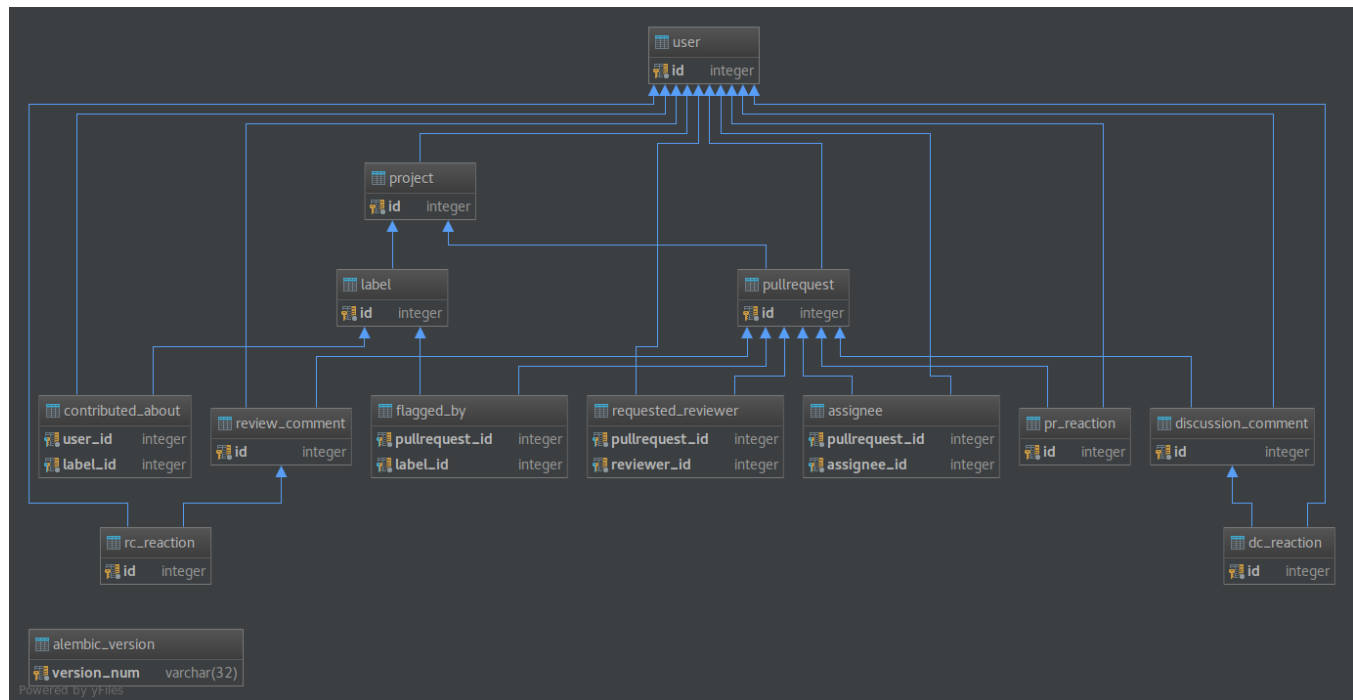 user
id integer
project
id integer
label
id integer
pullrequest
id integer
contributed_about
user_id integer
label_id integer
review_comment
id integer
flagged_by
pullrequest_id integer
label_id integer
requested_reviewer
pullrequest_id integer
reviewer_id integer
assignee
pullrequest_id integer
assignee_id integer
pr_reaction
id integer
discussion_comment
id integer
rc_reaction
id integer
dc_reaction
id integer
alembic_version
version_num varchar(32)
Powered by yFiles